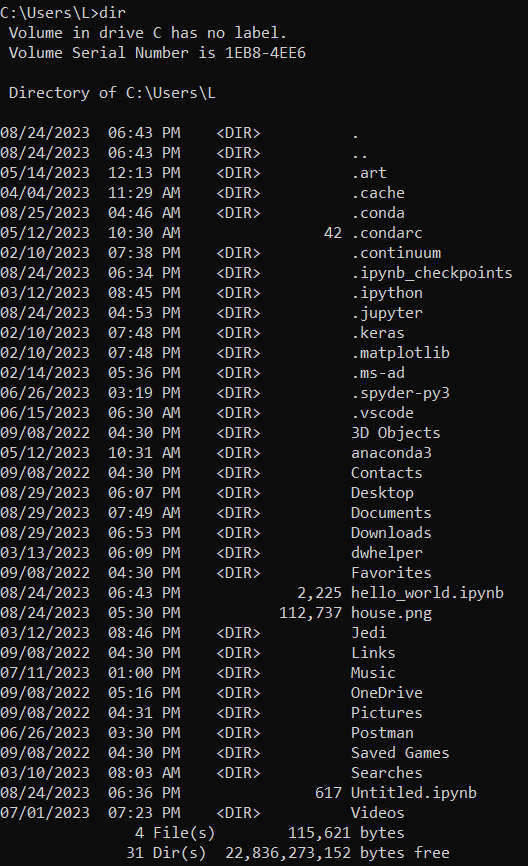 C:\Users\L>dir
 Volume in drive C has no label.
 Volume Serial Number is 1EB8-4EE6

 Directory of C:\Users\L

08/24/2023  06:43 PM    <DIR>          .
08/24/2023  06:43 PM    <DIR>          ..
05/14/2023  12:13 PM    <DIR>          .art
04/04/2023  11:29 AM    <DIR>          .cache
08/25/2023  04:46 AM    <DIR>          .conda
05/12/2023  10:30 AM                42 .condarc
02/10/2023  07:38 PM    <DIR>          .continuum
08/24/2023  06:34 PM    <DIR>          .ipynb_checkpoints
03/12/2023  08:45 PM    <DIR>          .ipython
08/24/2023  04:53 PM    <DIR>          .jupyter
02/10/2023  07:48 PM    <DIR>          .keras
02/10/2023  07:48 PM    <DIR>          .matplotlib
02/14/2023  05:36 PM    <DIR>          .ms-ad
06/26/2023  03:19 PM    <DIR>          .spyder-py3
06/15/2023  06:30 AM    <DIR>          .vscode
09/08/2022  04:30 PM    <DIR>          3D Objects
05/12/2023  10:31 AM    <DIR>          anaconda3
09/08/2022  04:30 PM    <DIR>          Contacts
08/29/2023  06:07 PM    <DIR>          Desktop
08/29/2023  07:49 AM    <DIR>          Documents
08/29/2023  06:53 PM    <DIR>          Downloads
03/13/2023  06:09 PM    <DIR>          dwhelper
09/08/2022  04:30 PM    <DIR>          Favorites
08/24/2023  06:43 PM             2,225 hello_world.ipynb
08/24/2023  05:30 PM           112,737 house.png
03/12/2023  08:46 PM    <DIR>          Jedi
09/08/2022  04:30 PM    <DIR>          Links
07/11/2023  01:00 PM    <DIR>          Music
09/08/2022  05:16 PM    <DIR>          OneDrive
09/08/2022  04:31 PM    <DIR>          Pictures
06/26/2023  03:30 PM    <DIR>          Postman
09/08/2022  04:30 PM    <DIR>          Saved Games
03/10/2023  08:03 AM    <DIR>          Searches
08/24/2023  06:36 PM               617 Untitled.ipynb
07/01/2023  07:23 PM    <DIR>          Videos
               4 File(s)        115,621 bytes
              31 Dir(s)  22,836,273,152 bytes free